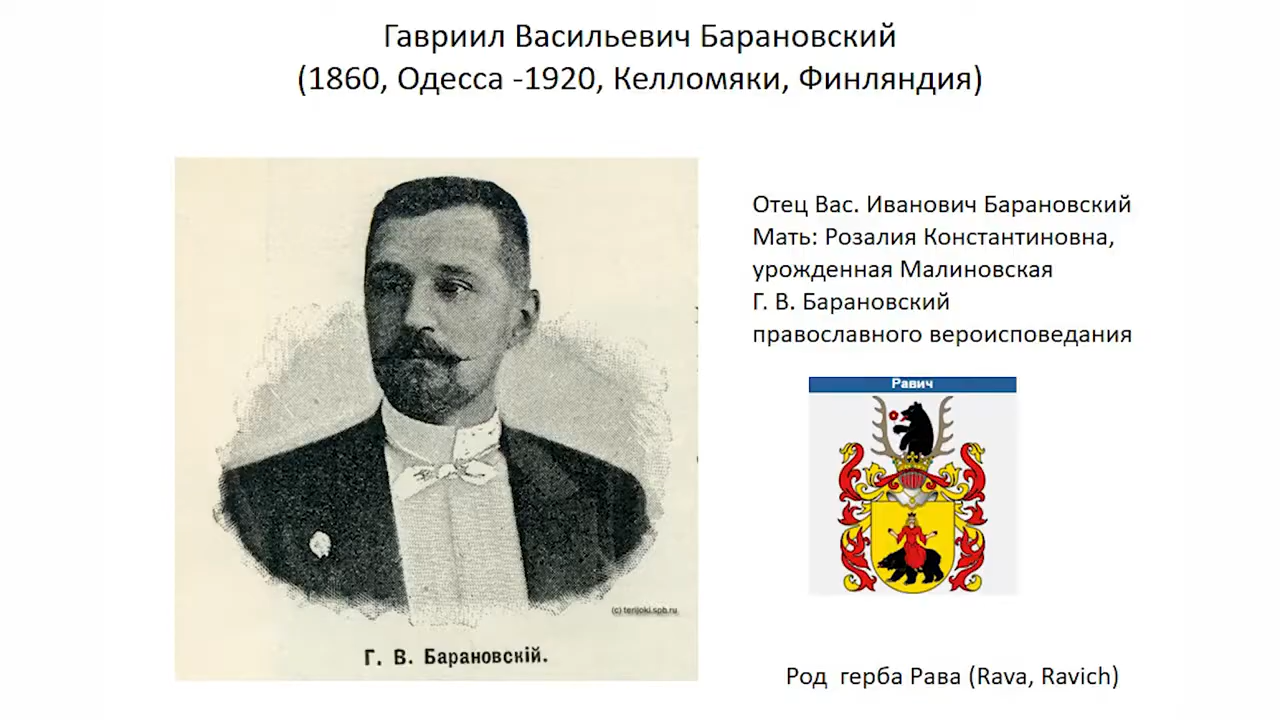 Гавриил Васильевич Барановский
(1860, Одесса -1920, Келломяки, Финляндия)
Отец Вас. Иванович Барановский
Мать: Розалия Константиновна,
урожденная Малиновская
Г. В. Барановский
православного вероисповедания
Равич
(c) terijoki.spb.ru
Г. В. Барановскій.
Род герба Рава (Rava, Ravich)